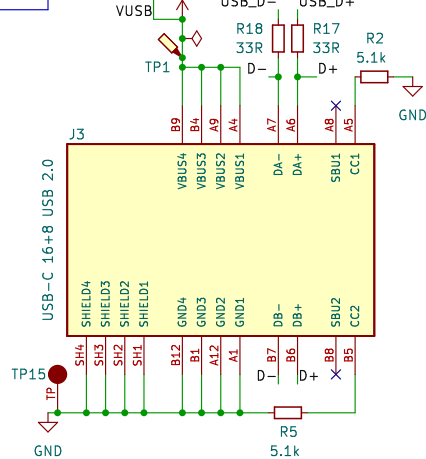 USB_D-
USB_D+
VUSB
R18
33R
R17
33R
R2
5.1k
TP1
D-
D+
GND
B9
B4
A9
A4
A7
A6
A8
A5
J3
VBUS4
VBUS3
VBUS2
VBUS1
DA-
DA+
SBU1
CC1
USB-C 16+8 USB 2.0
SHIELD4
SHIELD3
SHIELD2
SHIELD1
GND4
GND3
GND2
GND1
DB-
DB+
SBU2
CC2
SH4
SH3
SH2
SH1
B12
B1
A12
A1
B7
B6
B8
B5
TP15
TP
D-
D+
GND
R5
5.1k